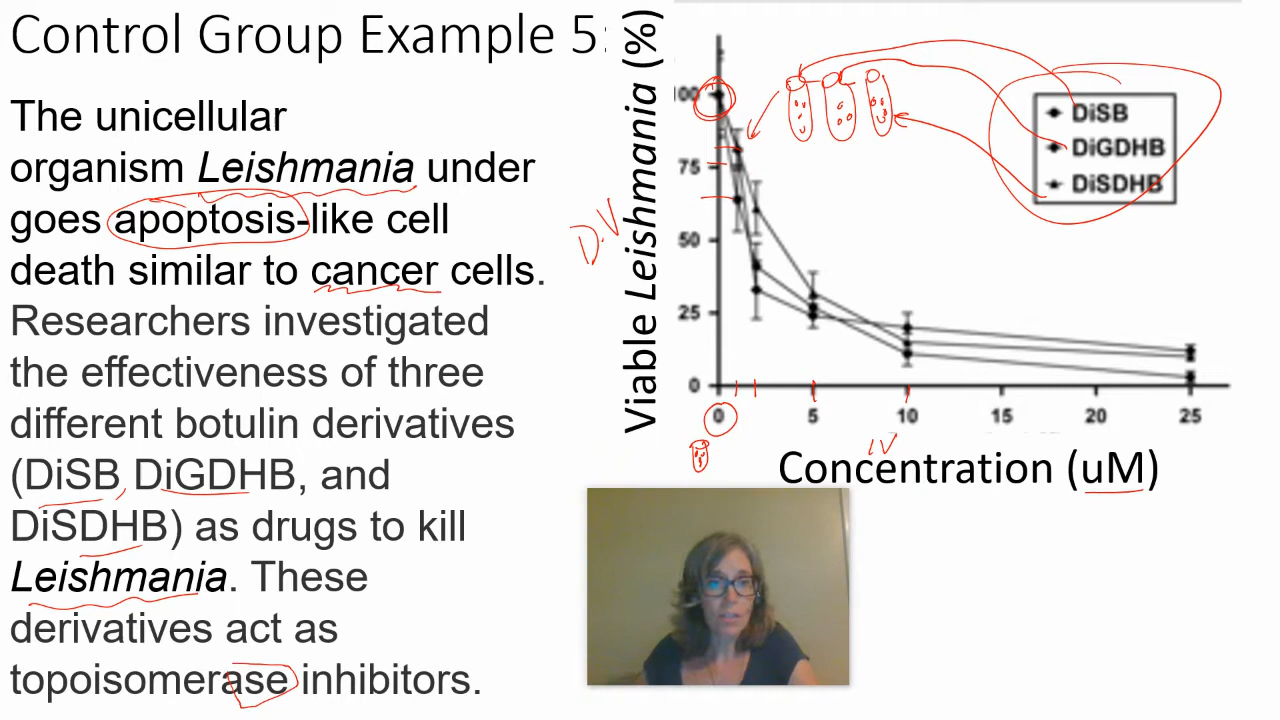 Control Group Example 5:
The unicellular
organism Leishmania under
goes apoptosis-like cell
death similar to cancer cells.
Researchers investigated
the effectiveness of three
different botulin derivatives
(DiSB, DiGDHB, and
DiSDHB) as drugs to kill
Leishmania. These
derivatives act as
topoisomerase inhibitors.
D.V
Viable Leishmania (%)
100
75
50
25
0
DiSB
DiGDHB
DiSDHB
0 5 10 15 20 25
IV
Concentration (uM)